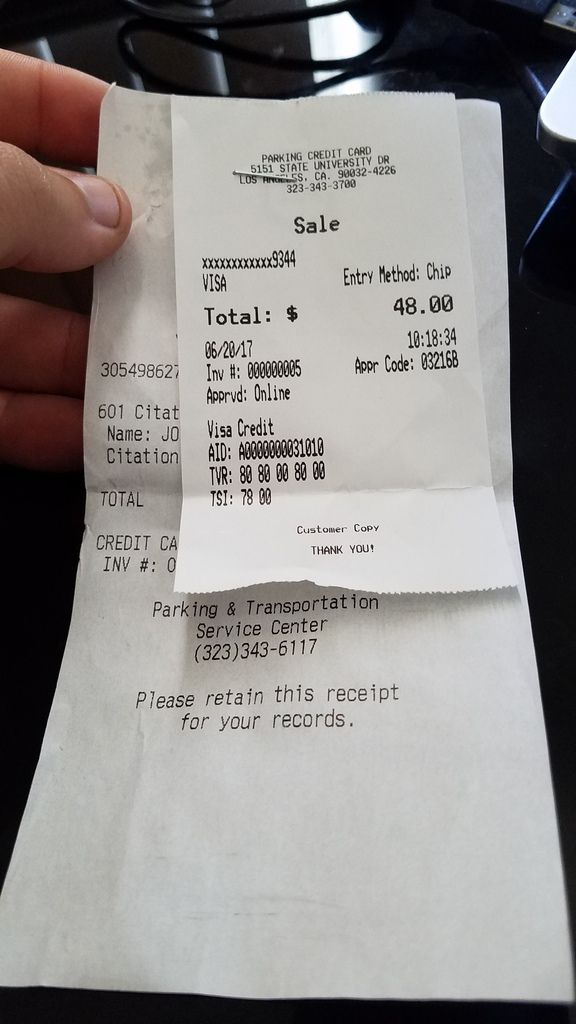 PARKING CREDIT CARD
5151 STATE UNIVERSITY DR
LOS ANGELES, CA. 90032-4226
323-343-3700
Sale
xxxxxxxxxxxx9344
VISA Entry Method: Chip
Total: $ 48.00
06/20/17 10:18:34
Inv #: 000000005 Appr Code: 03216B
Apprvd: Online
Visa Credit
AID: A0000000031010
TVR: 80 80 00 80 00
TSI: 78 00
Customer Copy
THANK YOU!
305498627
601 Citat
Name: JO
Citation
TOTAL
CREDIT CA
INV #: 0
Parking & Transportation
Service Center
(323)343-6117
Please retain this receipt
for your records.